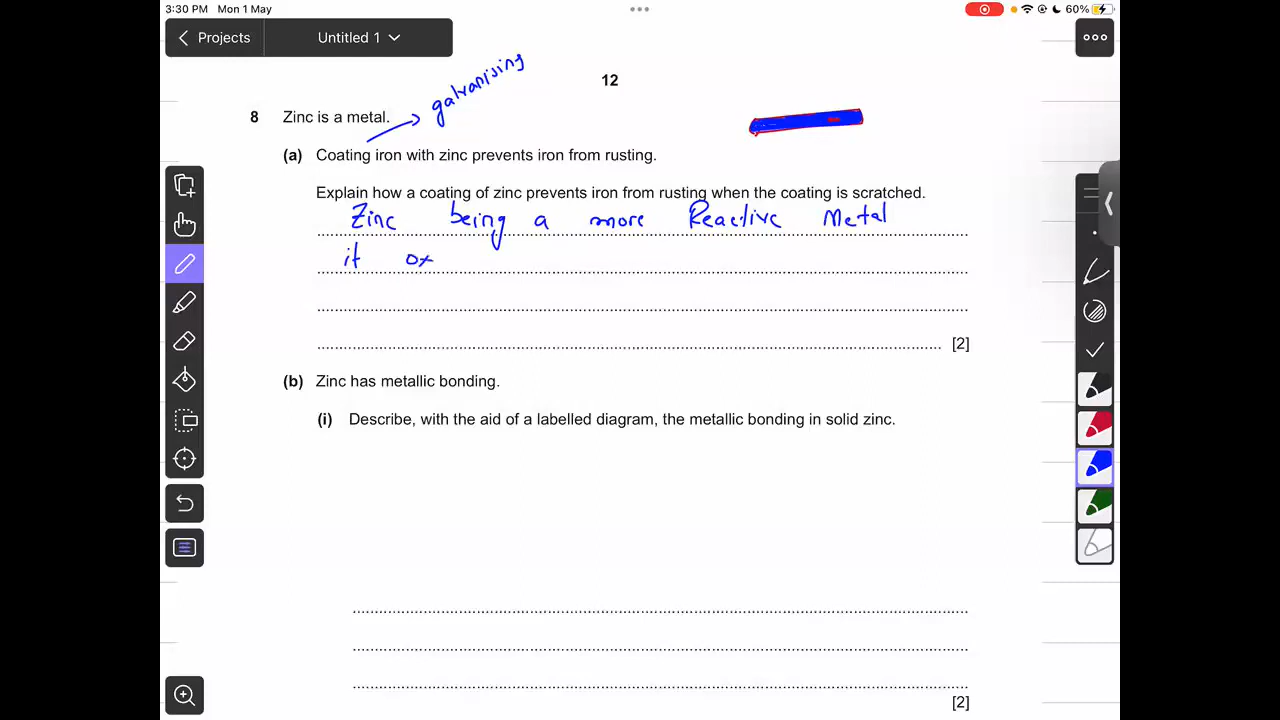 3:30 PM Mon 1 May
60%
Projects
Untitled 1
12
galvanising
8 Zinc is a metal.
(a) Coating iron with zinc prevents iron from rusting.
Explain how a coating of zinc prevents iron from rusting when the coating is scratched.
Zinc being a more Reactive Metal
it ox
[2]
(b) Zinc has metallic bonding.
(i) Describe, with the aid of a labelled diagram, the metallic bonding in solid zinc.
[2]